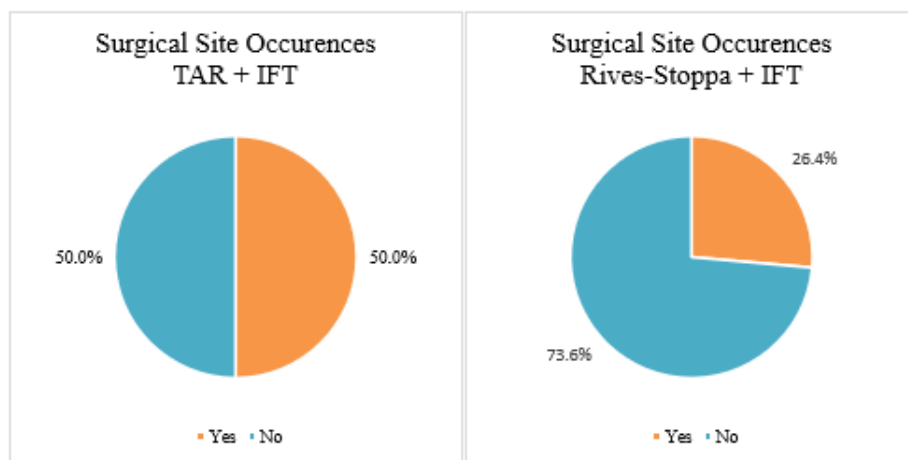 Surgical Site Occurences
TAR + IFT
50.0%
50.0%
Yes No
Surgical Site Occurences
Rives-Stoppa + IFT
26.4%
73.6%
Yes No